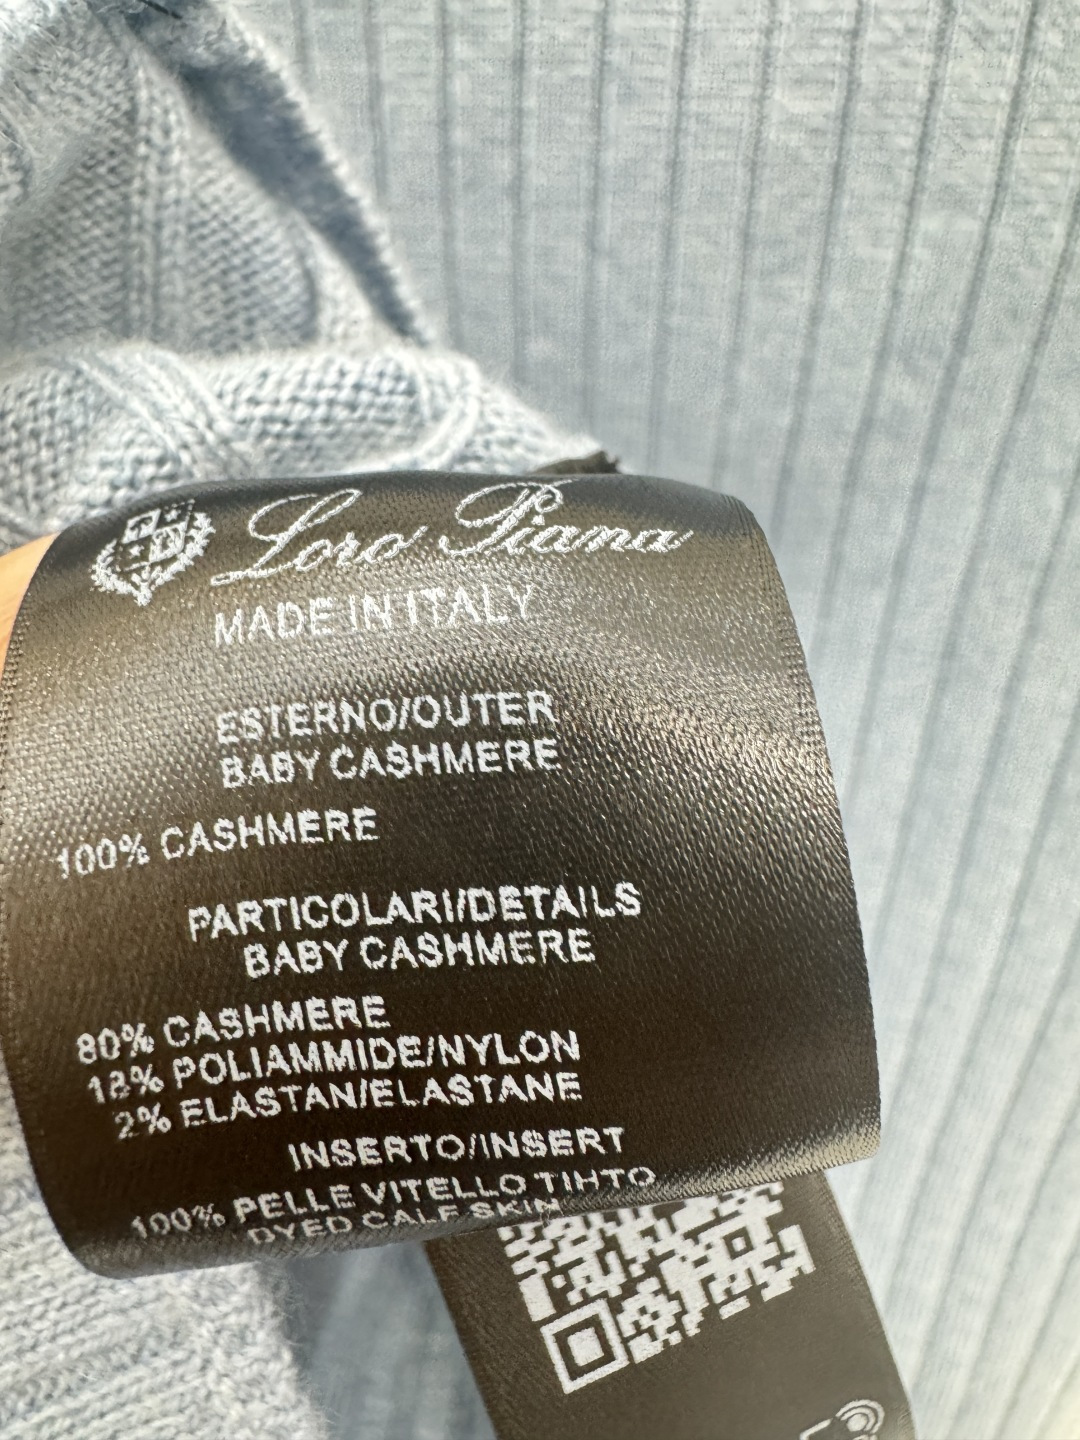 Loro Piana
MADE IN ITALY
ESTERNO/OUTER
BABY CASHMERE
100% CASHMERE
PARTICOLARI/DETAILS
BABY CASHMERE
80% CASHMERE
18% POLIAMMIDE/NYLON
2% ELASTAN/ELASTANE
INSERTO/INSERT
100% PELLE VITELLO TIHTO
DYED CALF SKIN